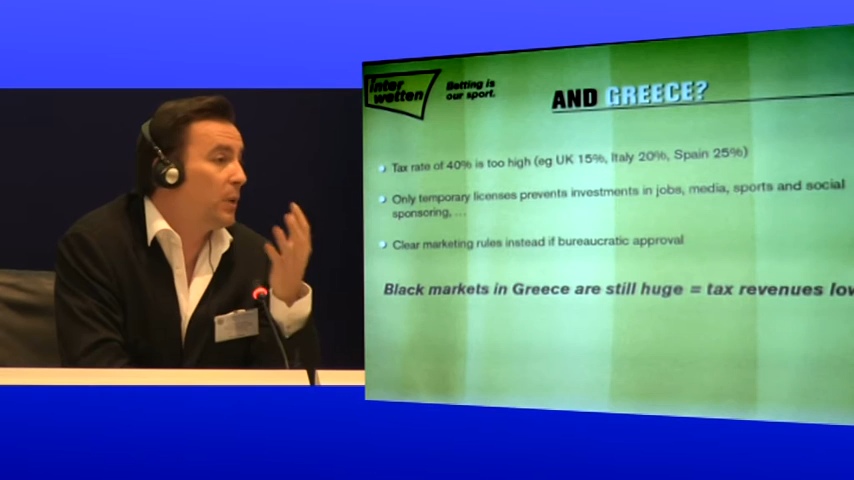 inter
wetten
Betting is
our sport.
AND GREECE?
Tax rate of 40% is too high (eg UK 15%, Italy 20%, Spain 25%)
Only temporary licenses prevents investments in jobs, media, sports and social
sponsoring, ...
Clear marketing rules instead if bureaucratic approval
Black markets in Greece are still huge = tax revenues low